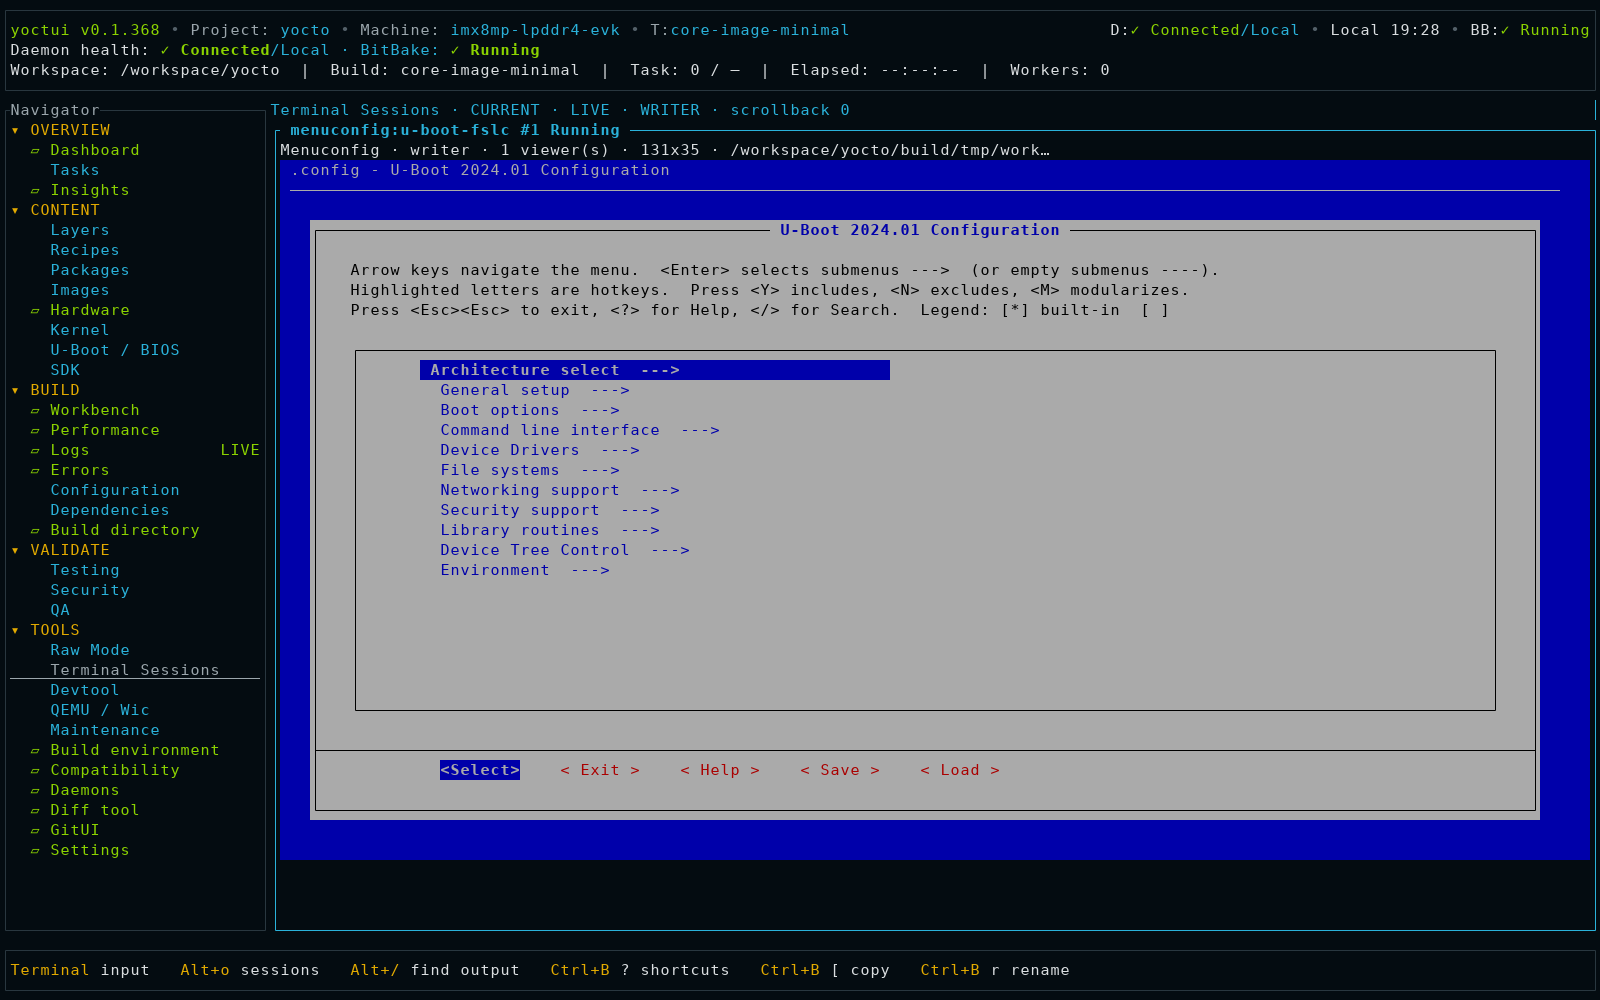 yoctui v0.1.368 • Project: yocto • Machine: imx8mp-lpddr4-evk • T:core-image-minimal D:✓ Connected/Local • Local 19:28 • BB:✓ Running
Daemon health: ✓ Connected/Local · BitBake: ✓ Running
Workspace: /workspace/yocto | Build: core-image-minimal | Task: 0 / — | Elapsed: --:--:-- | Workers: 0
Navigator
▾ OVERVIEW
▱ Dashboard
Tasks
▱ Insights
▾ CONTENT
Layers
Recipes
Packages
Images
▱ Hardware
Kernel
U-Boot / BIOS
SDK
▾ BUILD
▱ Workbench
▱ Performance
▱ Logs LIVE
▱ Errors
Configuration
Dependencies
▱ Build directory
▾ VALIDATE
Testing
Security
QA
▾ TOOLS
Raw Mode
Terminal Sessions
Devtool
QEMU / Wic
Maintenance
▱ Build environment
▱ Compatibility
▱ Daemons
▱ Diff tool
▱ GitUI
▱ Settings
Terminal Sessions · CURRENT · LIVE · WRITER · scrollback 0
menuconfig:u-boot-fslc #1 Running
Menuconfig · writer · 1 viewer(s) · 131x35 · /workspace/yocto/build/tmp/work…
.config - U-Boot 2024.01 Configuration
U-Boot 2024.01 Configuration
Arrow keys navigate the menu. <Enter> selects submenus ---> (or empty submenus ----).
Highlighted letters are hotkeys. Press <Y> includes, <N> excludes, <M> modularizes.
Press <Esc><Esc> to exit, <?> for Help, </> for Search. Legend: [*] built-in [ ]
Architecture select --->
General setup --->
Boot options --->
Command line interface --->
Device Drivers --->
File systems --->
Networking support --->
Security support --->
Library routines --->
Device Tree Control --->
Environment --->
<Select> < Exit > < Help > < Save > < Load >
Terminal input Alt+o sessions Alt+/ find output Ctrl+B ? shortcuts Ctrl+B [ copy Ctrl+B r rename